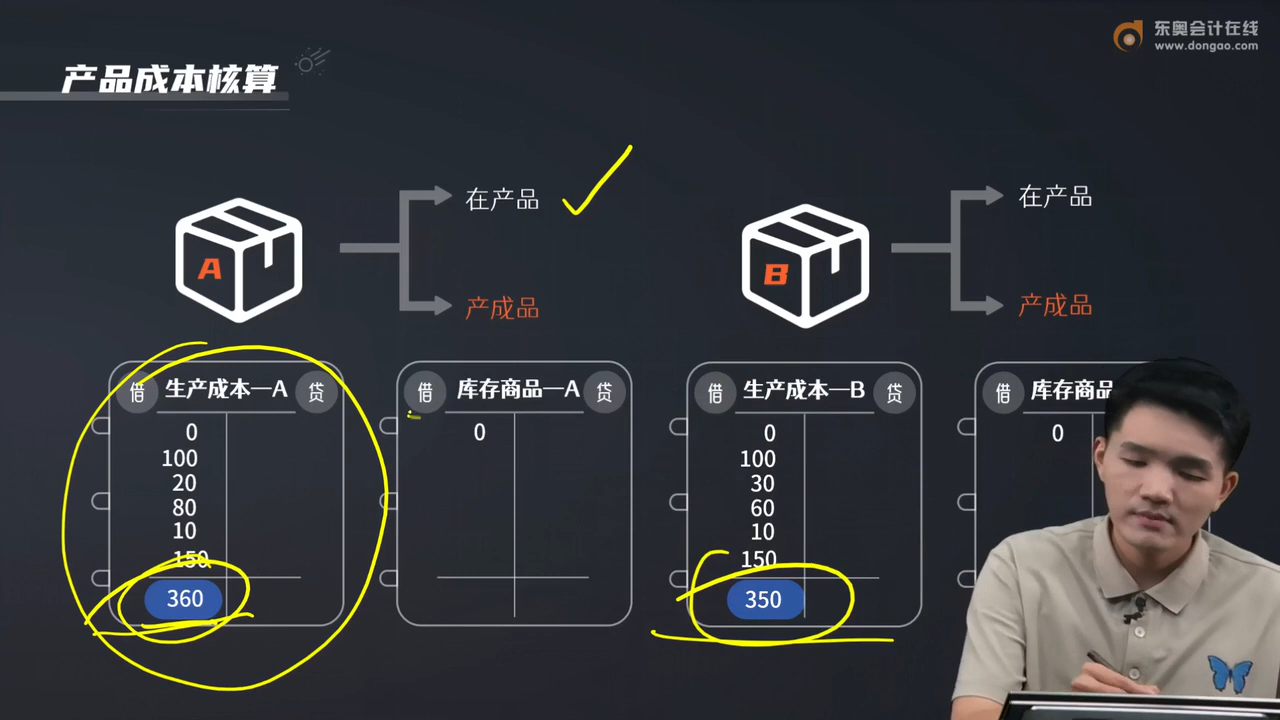 东奥会计在线
www.dongao.com
产品成本核算
A
在产品
产成品
B
在产品
产成品
借 生产成本—A 贷
0
100
20
80
10
150
360
借 库存商品—A 贷
0
借 生产成本—B 贷
0
100
30
60
10
150
350
借 库存商品
0